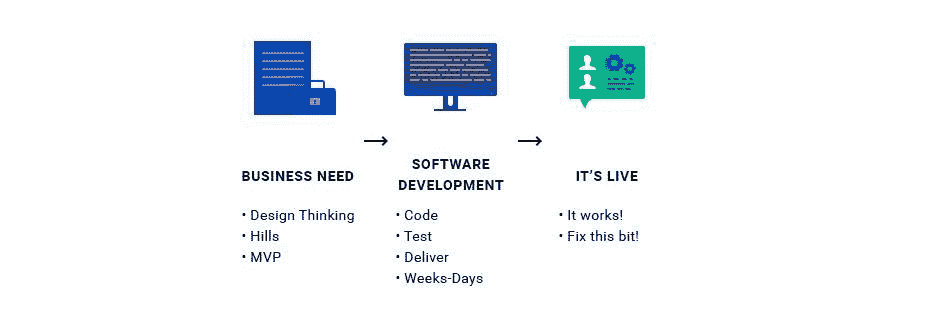 BUSINESS NEED
• Design Thinking
• Hills
• MVP
SOFTWARE
DEVELOPMENT
• Code
• Test
• Deliver
• Weeks-Days
IT’S LIVE
• It works!
• Fix this bit!